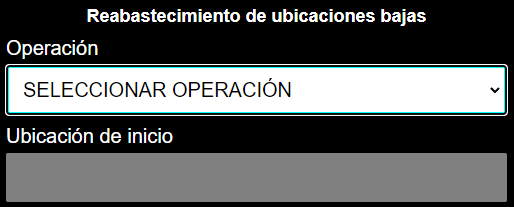 Reabastecimiento de ubicaciones bajas
Operación
SELECCIONAR OPERACIÓN
Ubicación de inicio